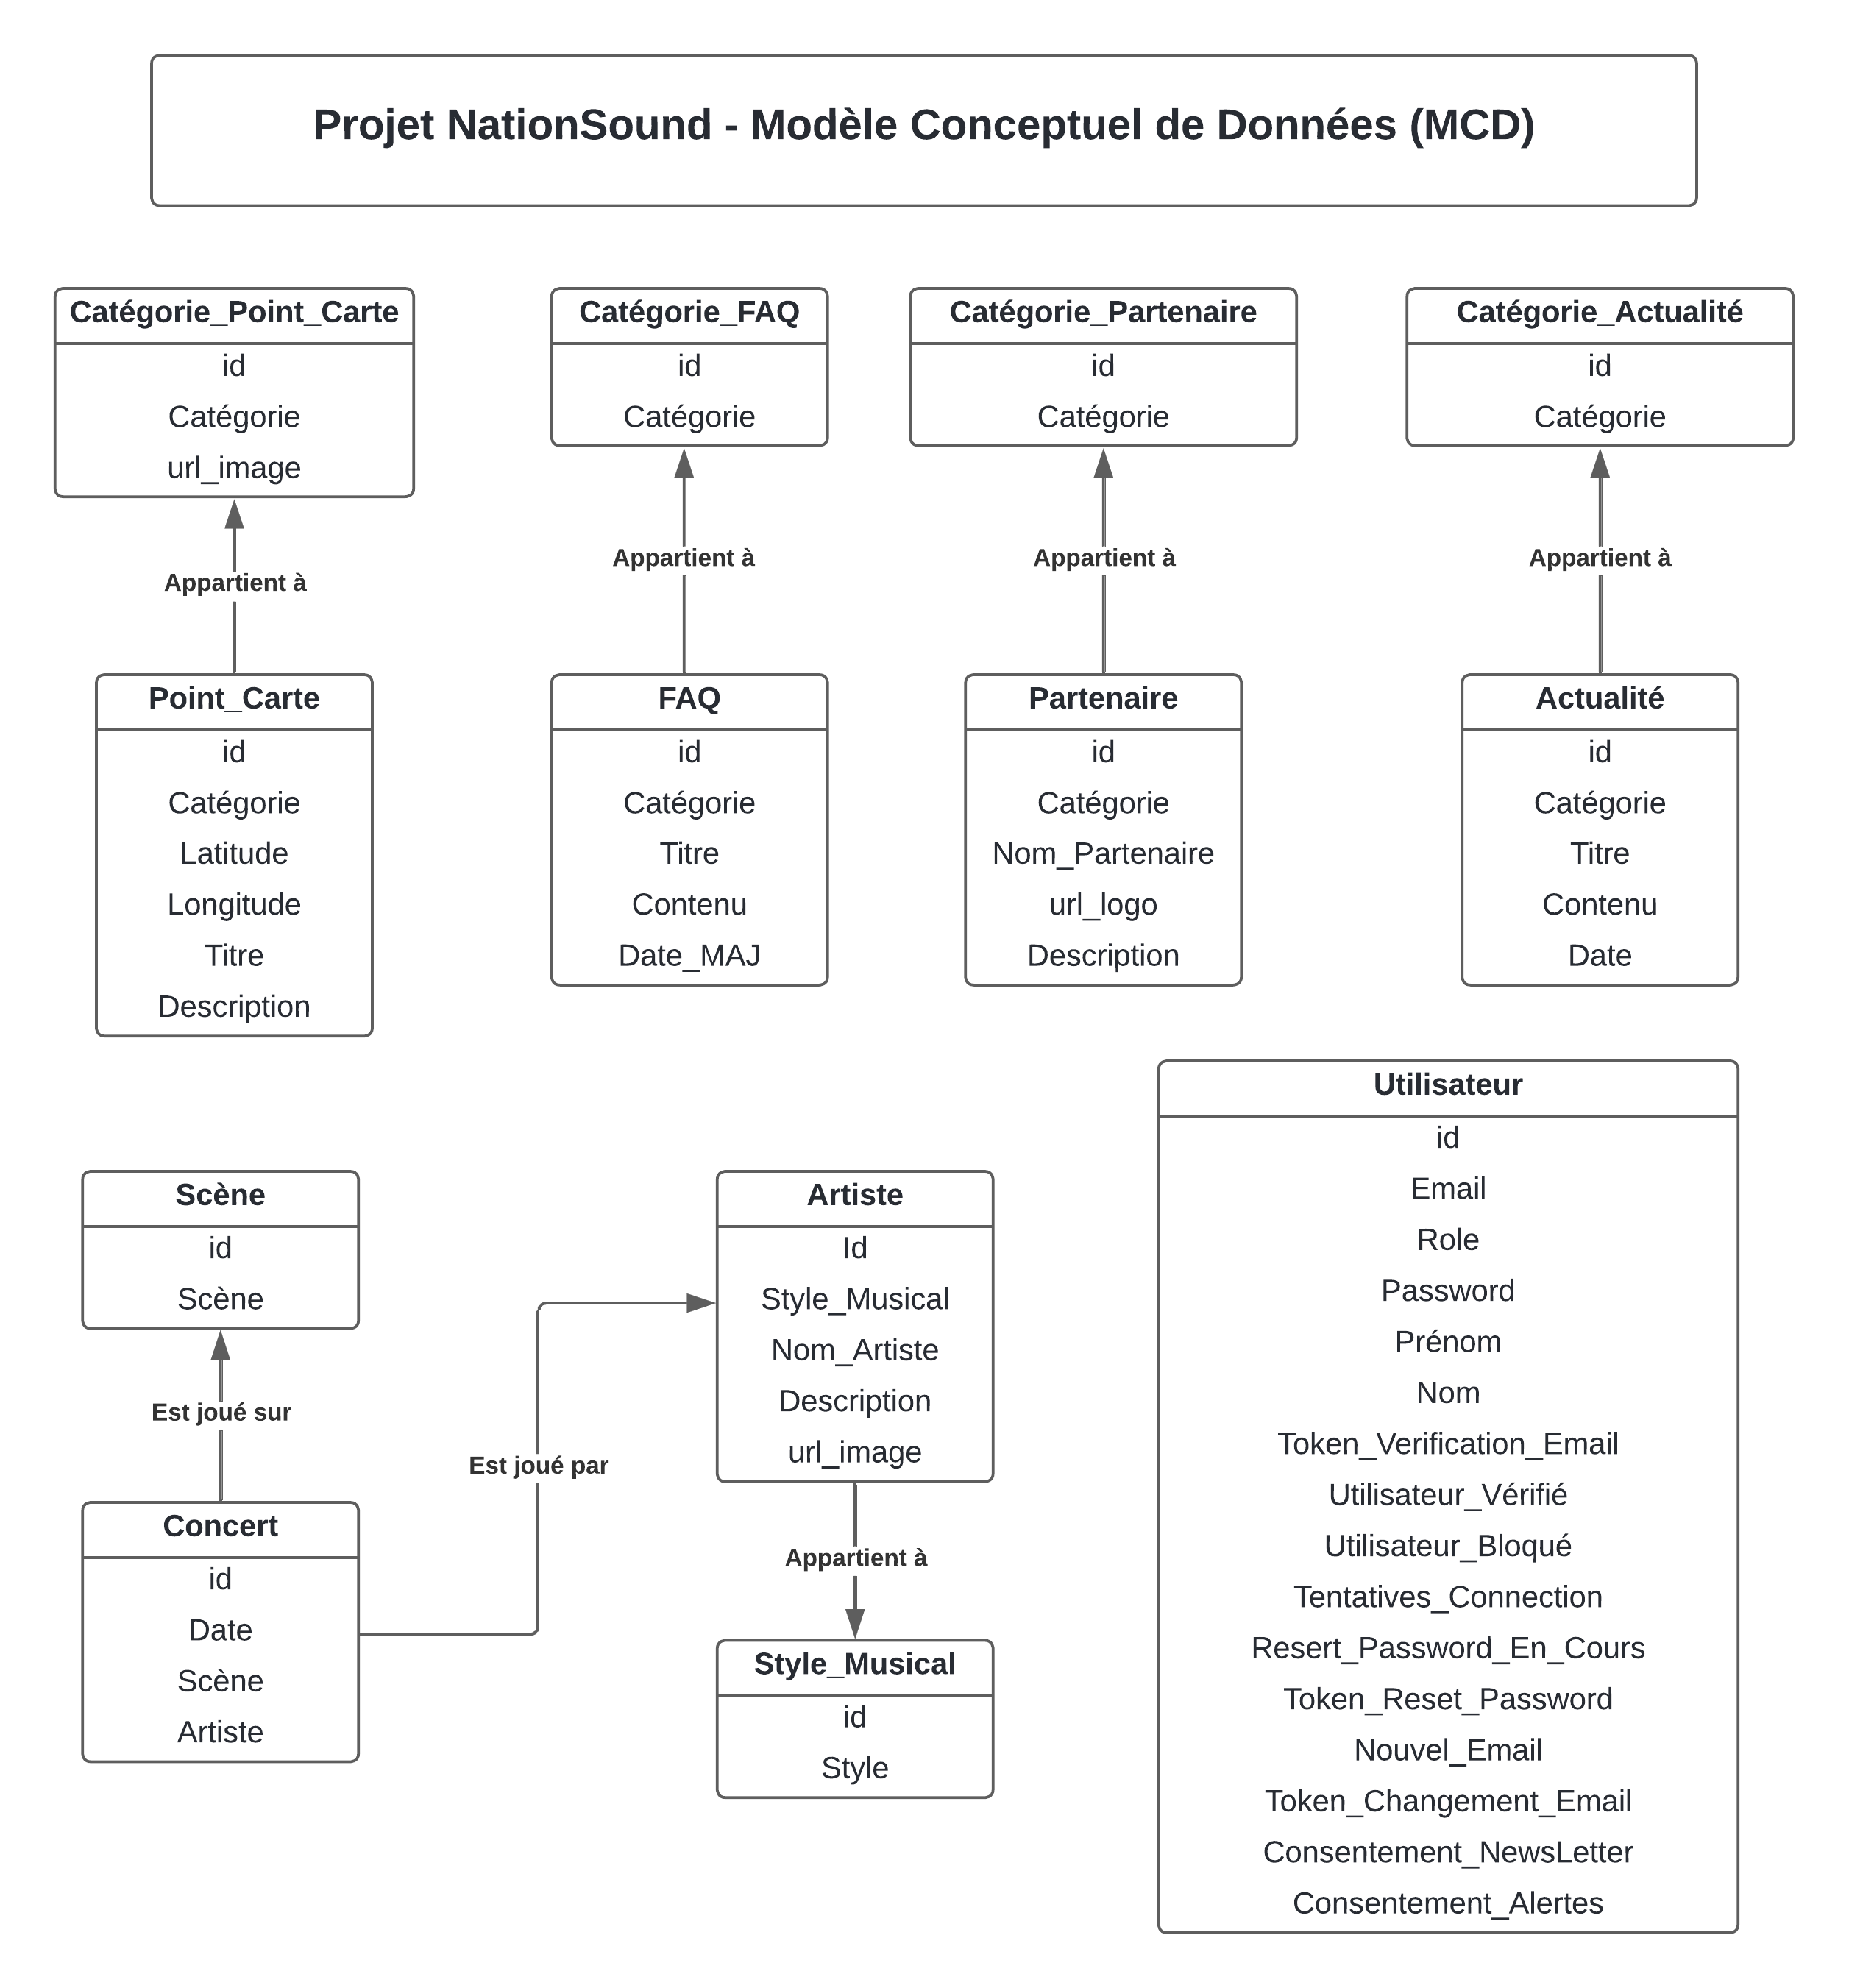 Projet NationSound - Modèle Conceptuel de Données (MCD)
Catégorie_Point_Carte
id
Catégorie
url_image
Catégorie_FAQ
id
Catégorie
Catégorie_Partenaire
id
Catégorie
Catégorie_Actualité
id
Catégorie
Appartient à
Appartient à
Appartient à
Appartient à
Point_Carte
id
Catégorie
Latitude
Longitude
Titre
Description
FAQ
id
Catégorie
Titre
Contenu
Date_MAJ
Partenaire
id
Catégorie
Nom_Partenaire
url_logo
Description
Actualité
id
Catégorie
Titre
Contenu
Date
Scène
id
Scène
Est joué sur
Concert
id
Date
Scène
Artiste
Est joué par
Artiste
Id
Style_Musical
Nom_Artiste
Description
url_image
Appartient à
Style_Musical
id
Style
Utilisateur
id
Email
Role
Password
Prénom
Nom
Token_Verification_Email
Utilisateur_Vérifié
Utilisateur_Bloqué
Tentatives_Connection
Resert_Password_En_Cours
Token_Reset_Password
Nouvel_Email
Token_Changement_Email
Consentement_NewsLetter
Consentement_Alertes